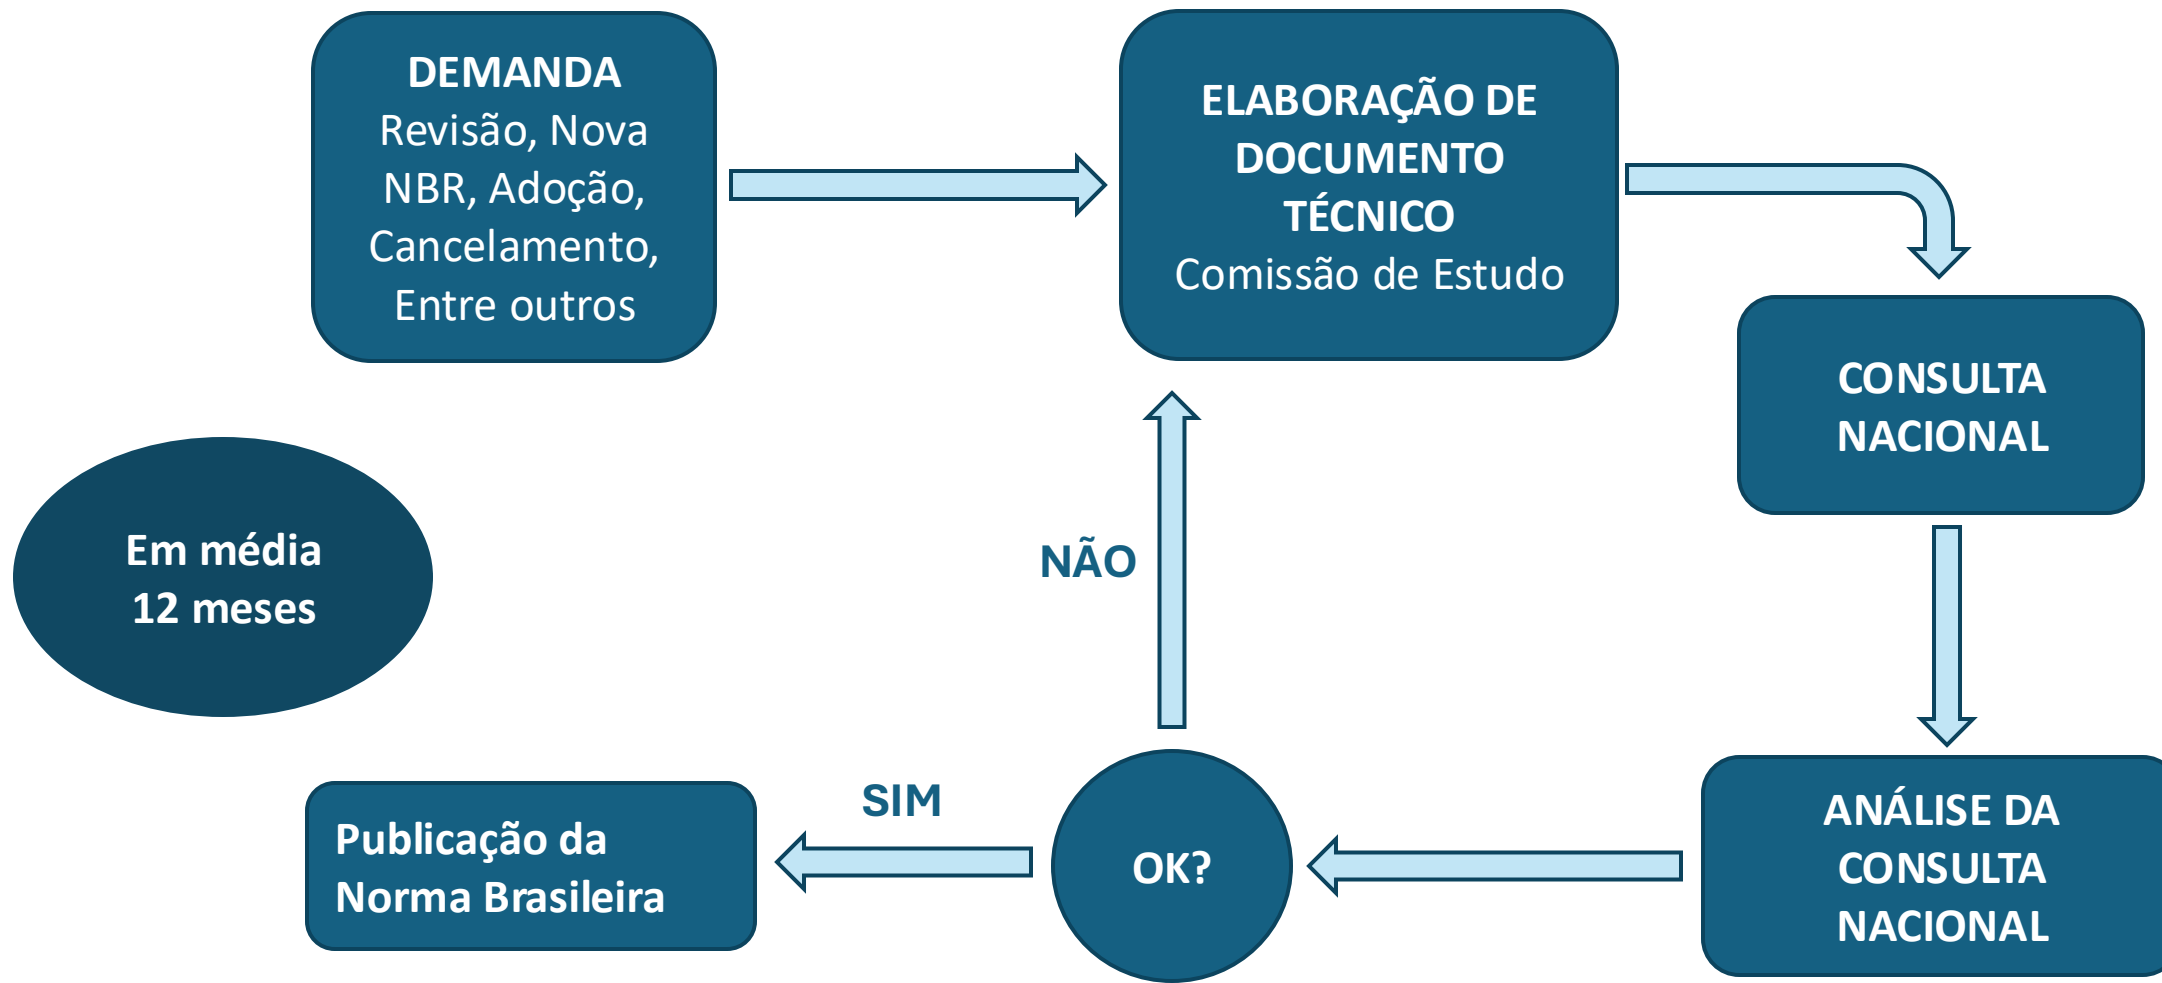 DEMANDA
Revisão, Nova
NBR, Adoção,
Cancelamento,
Entre outros
ELABORAÇÃO DE
DOCUMENTO
TÉCNICO
Comissão de Estudo
CONSULTA
NACIONAL
Em média
12 meses
NÃO
ANÁLISE DA
CONSULTA
NACIONAL
OK?
SIM
Publicação da
Norma Brasileira